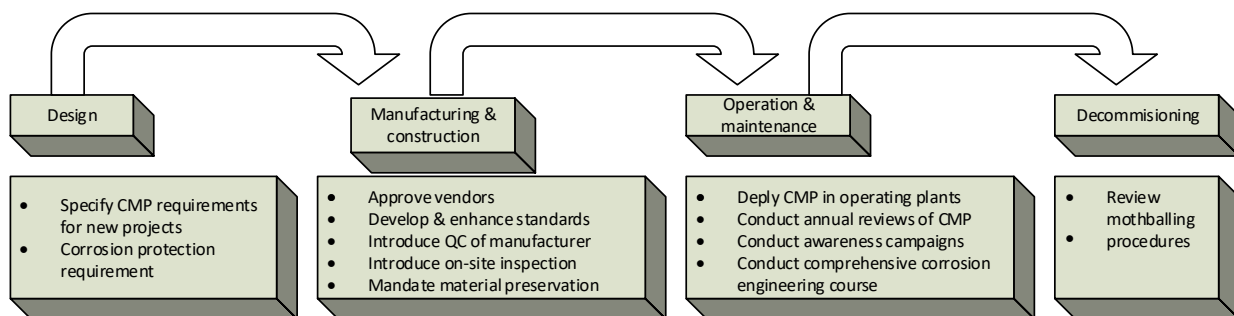 Design
Manufacturing &
construction
Operation &
maintenance
Decommisioning
• Specify CMP requirements
for new projects
• Corrosion protection
requirement
• Approve vendors
• Develop & enhance standards
• Introduce QC of manufacturer
• Introduce on-site inspection
• Mandate material preservation
• Deply CMP in operating plants
• Conduct annual reviews of CMP
• Conduct awareness campaigns
• Conduct comprehensive corrosion
engineering course
• Review
mothballing
• procedures